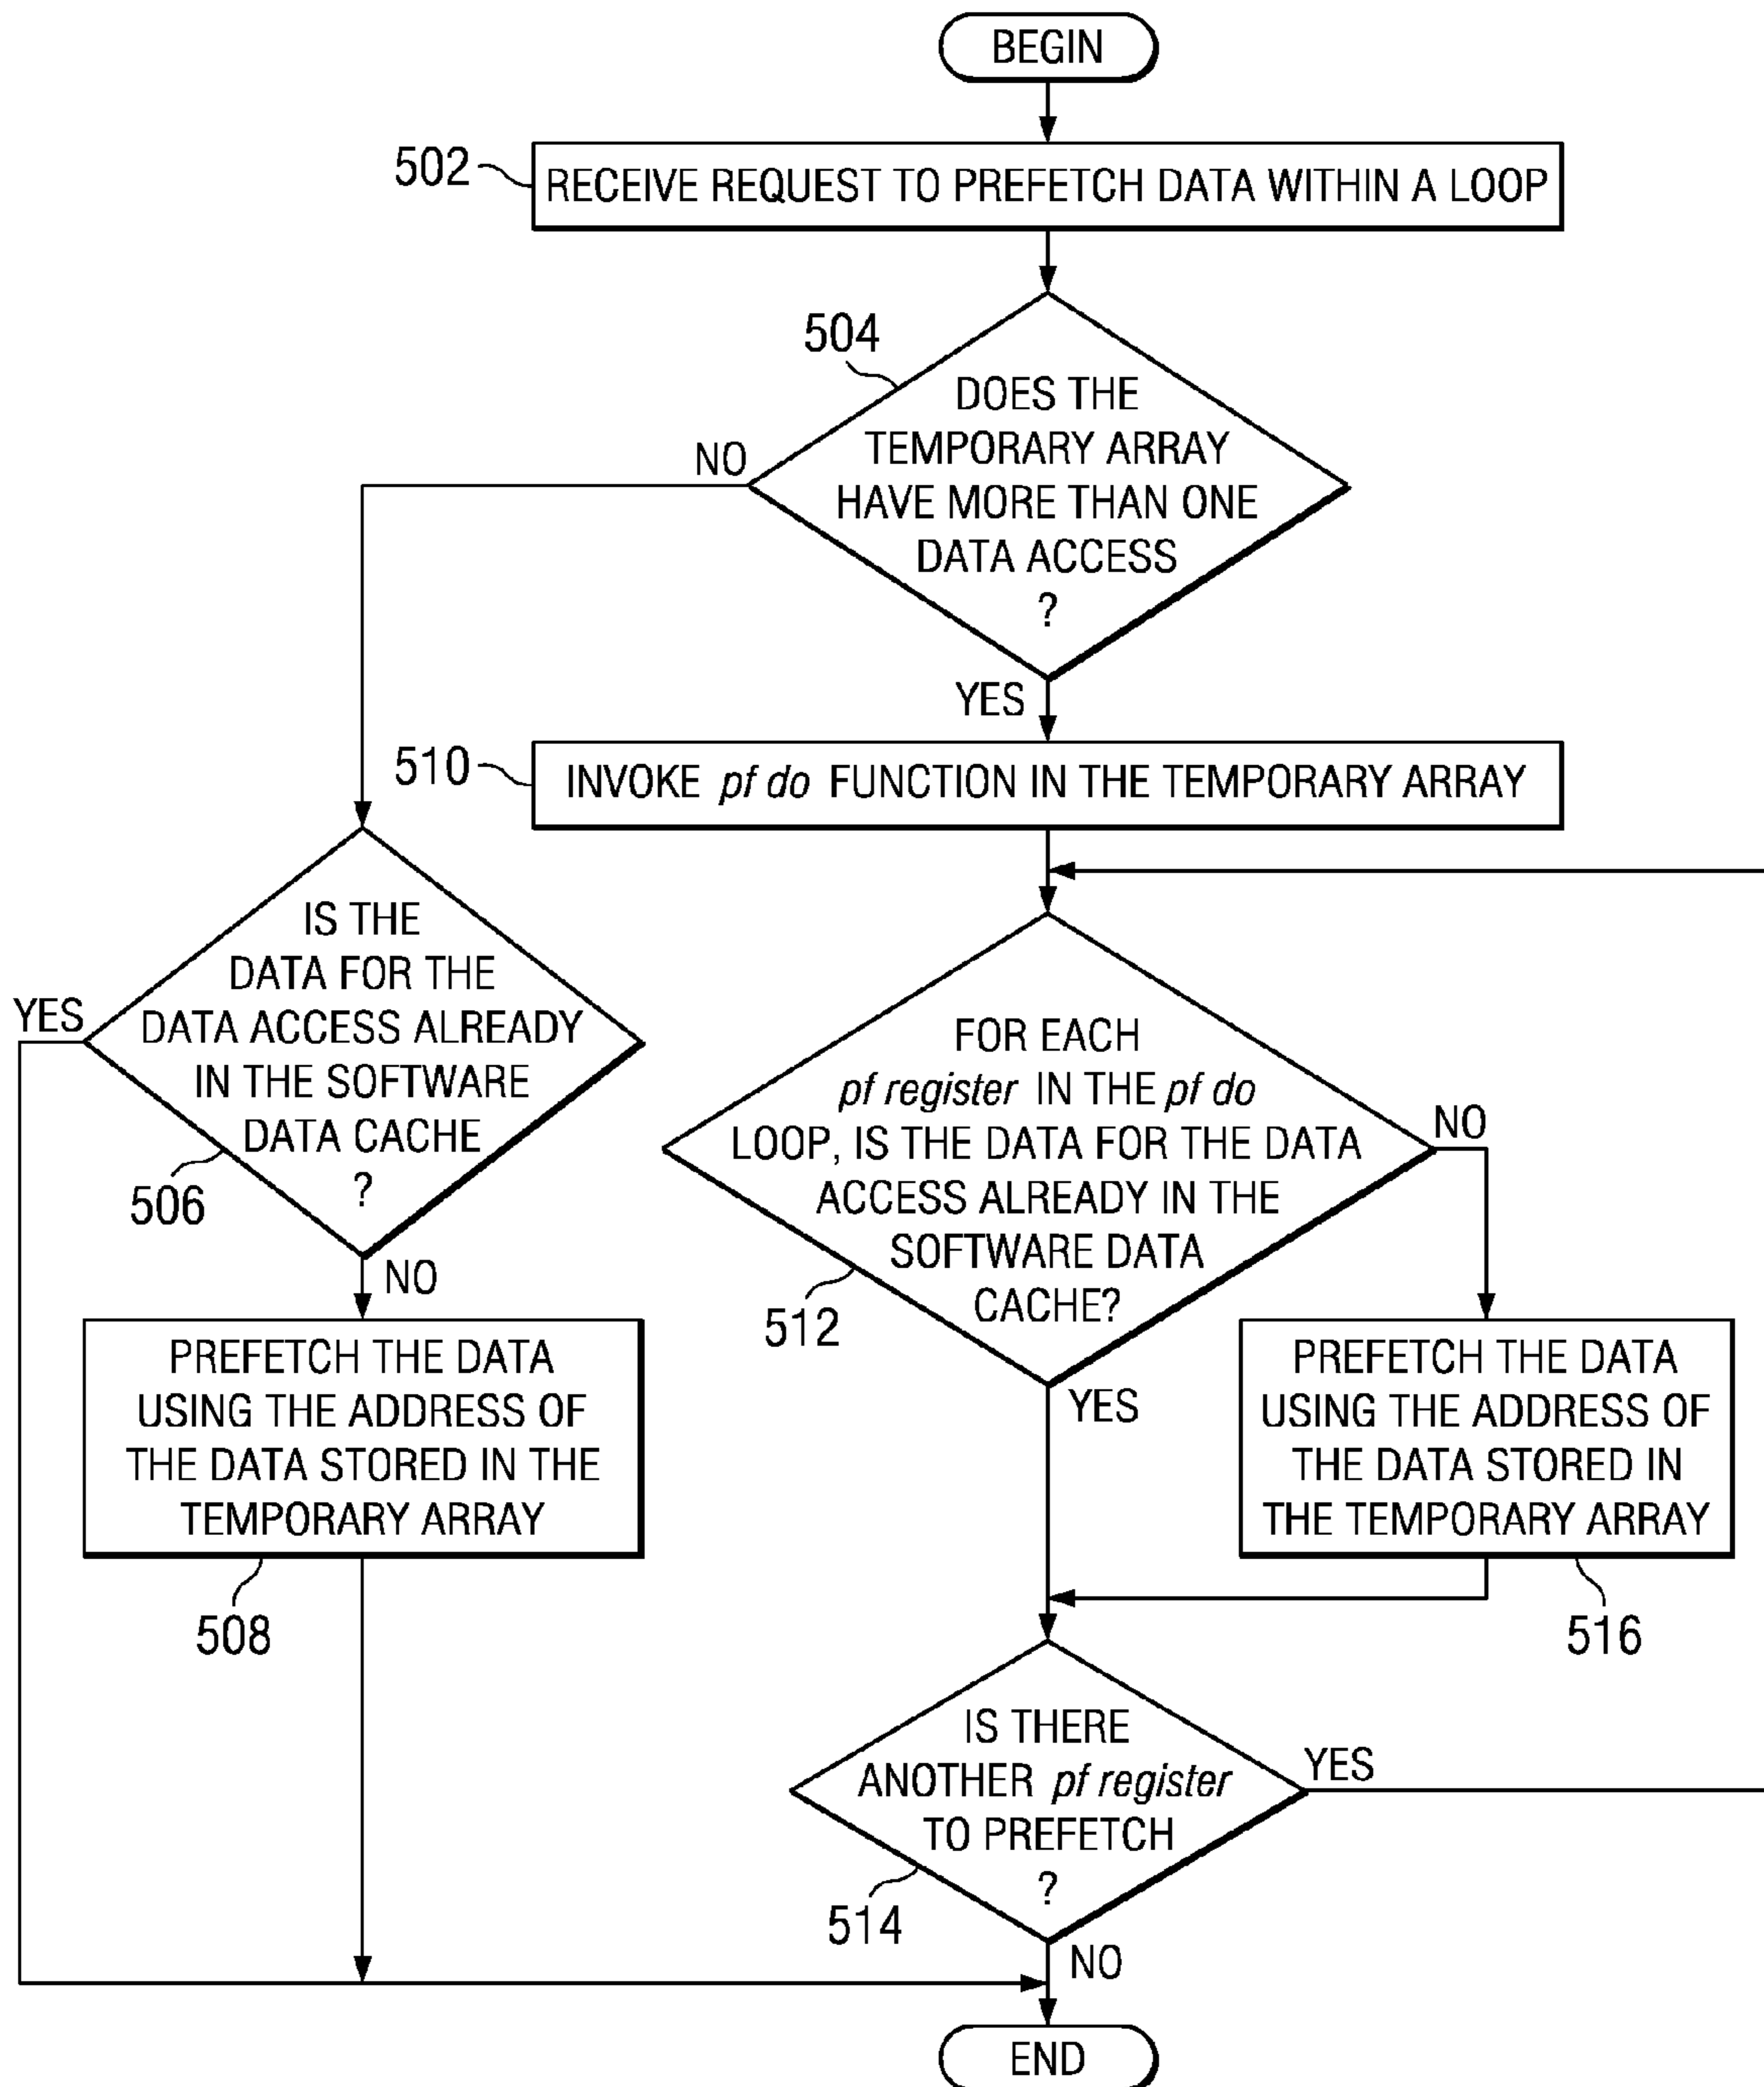 BEGIN
502
RECEIVE REQUEST TO PREFETCH DATA WITHIN A LOOP
504
DOES THE
TEMPORARY ARRAY
HAVE MORE THAN ONE
DATA ACCESS
?
NO
YES
510
INVOKE pf do FUNCTION IN THE TEMPORARY ARRAY
IS THE
DATA FOR THE
DATA ACCESS ALREADY
IN THE SOFTWARE
DATA CACHE
?
YES
506
NO
PREFETCH THE DATA
USING THE ADDRESS OF
THE DATA STORED IN THE
TEMPORARY ARRAY
508
FOR EACH
pf register IN THE pf do
LOOP, IS THE DATA FOR THE DATA
ACCESS ALREADY IN THE
SOFTWARE DATA
CACHE?
NO
512
YES
PREFETCH THE DATA
USING THE ADDRESS OF
THE DATA STORED IN
THE TEMPORARY ARRAY
516
IS THERE
ANOTHER pf register
TO PREFETCH
?
YES
514
NO
END